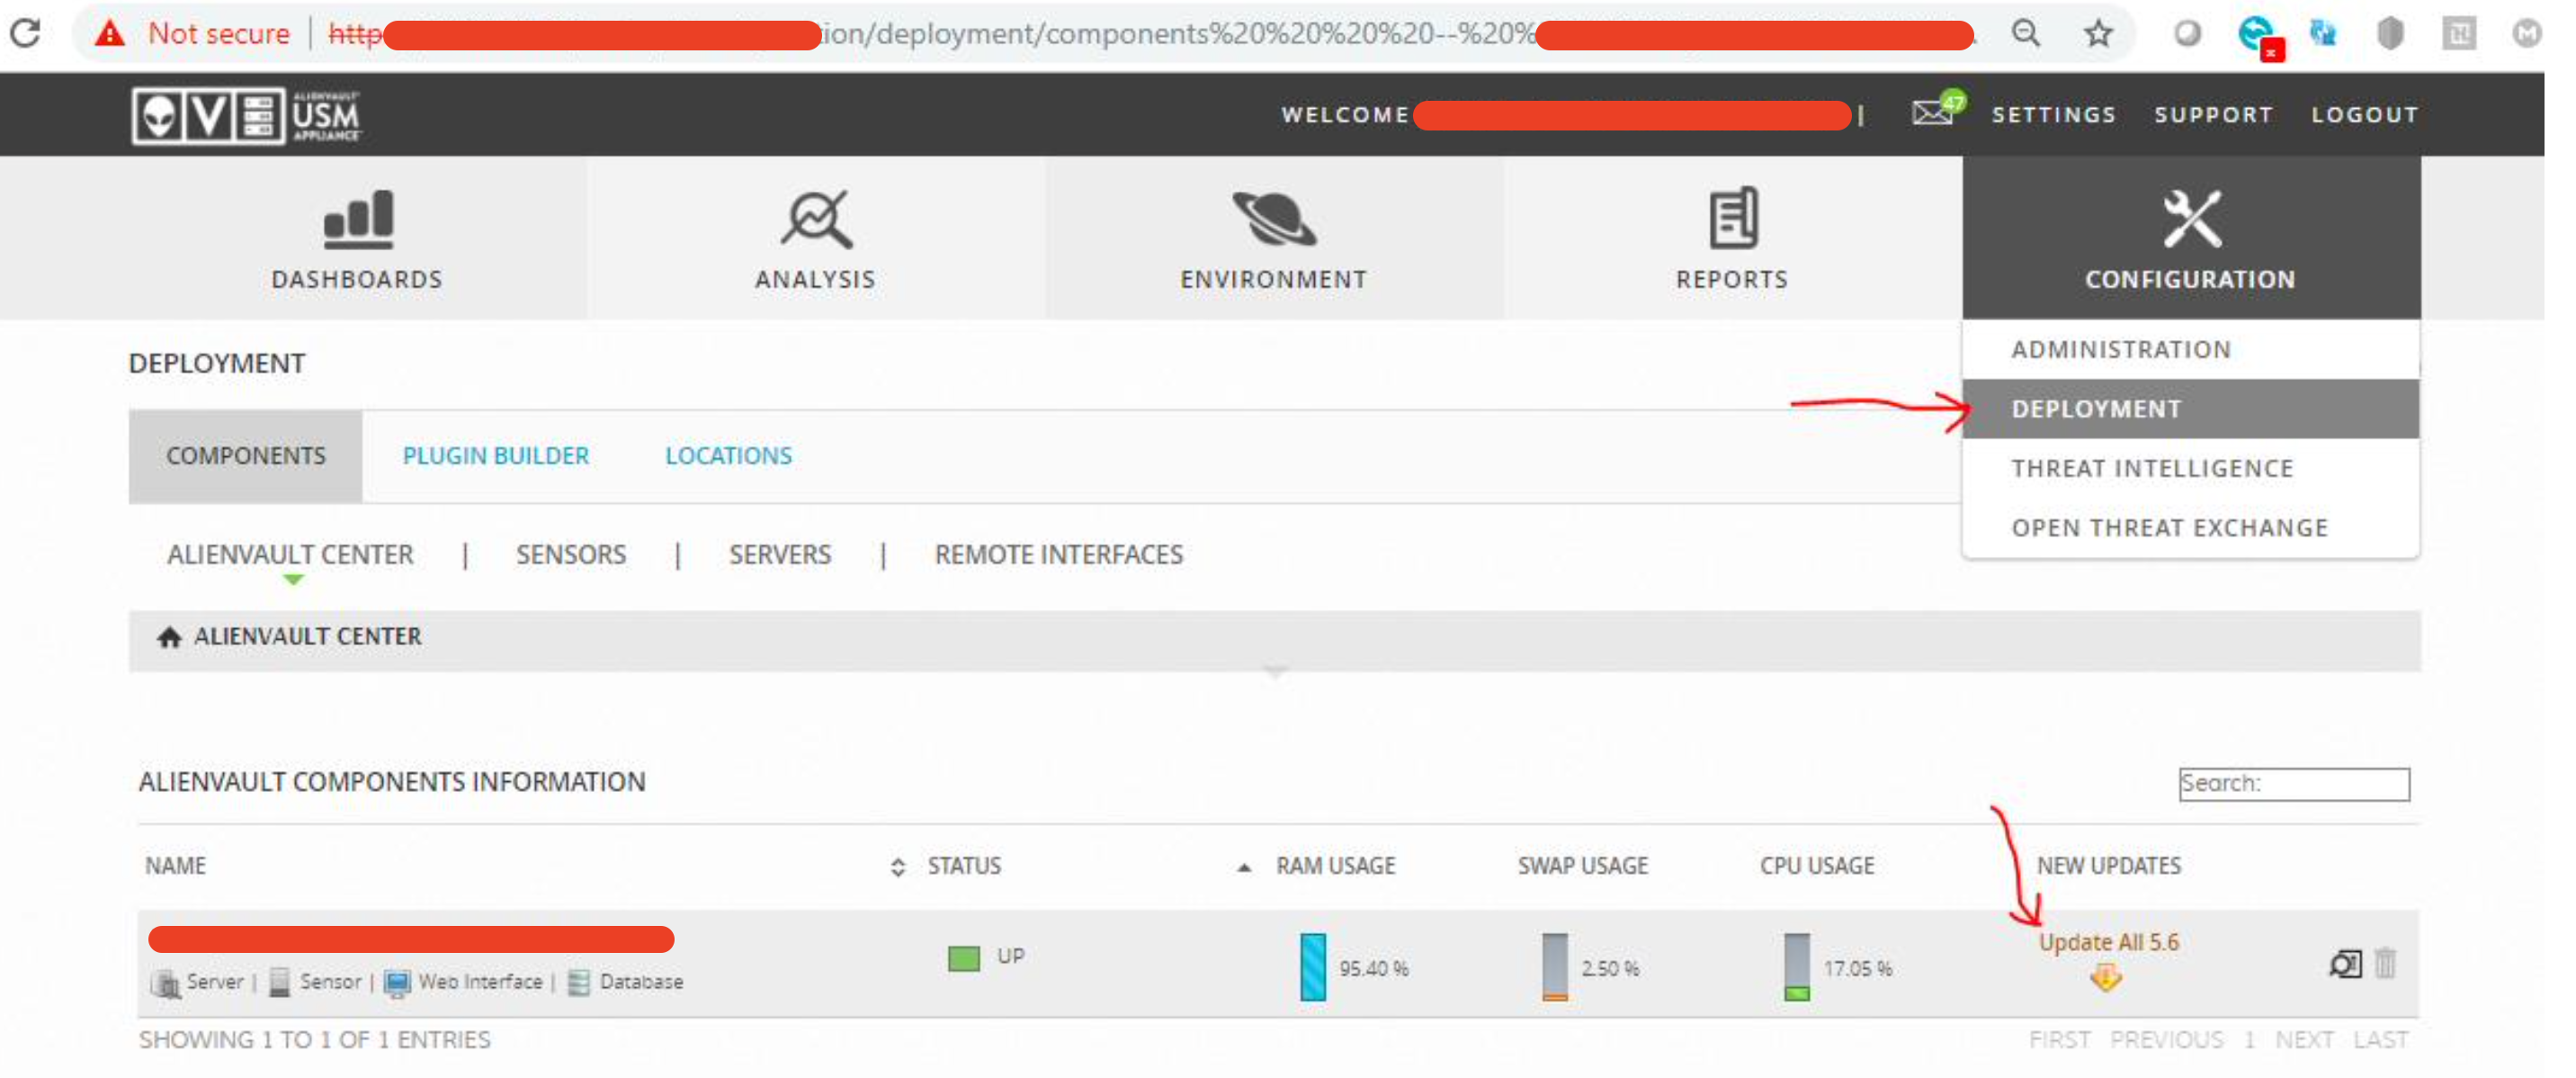 Not secure | http ion/deployment/components%20%20%20%20--%20%
ALIENVAULT
USM
APPLIANCE
WELCOME | 47 SETTINGS SUPPORT LOGOUT
DASHBOARDS ANALYSIS ENVIRONMENT REPORTS CONFIGURATION
ADMINISTRATION
DEPLOYMENT
THREAT INTELLIGENCE
OPEN THREAT EXCHANGE
DEPLOYMENT
COMPONENTS PLUGIN BUILDER LOCATIONS
ALIENVAULT CENTER | SENSORS | SERVERS | REMOTE INTERFACES
ALIENVAULT CENTER
ALIENVAULT COMPONENTS INFORMATION
Search:
NAME STATUS RAM USAGE SWAP USAGE CPU USAGE NEW UPDATES
UP 95.40 % 2.50 % 17.05 % Update All 5.6
Server | Sensor | Web Interface | Database
SHOWING 1 TO 1 OF 1 ENTRIES
FIRST PREVIOUS 1 NEXT LAST